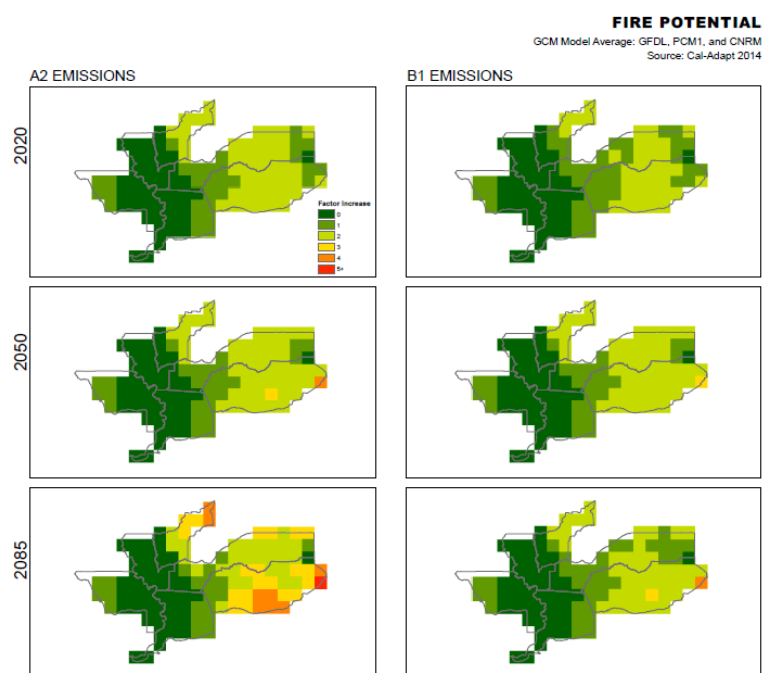 FIRE POTENTIAL
GCM Model Average: GFDL, PCM1, and CNRM
Source: Cal-Adapt 2014
A2 EMISSIONS
B1 EMISSIONS
2020
Factor Increase
0
1
2
3
4
5+
2050
2085